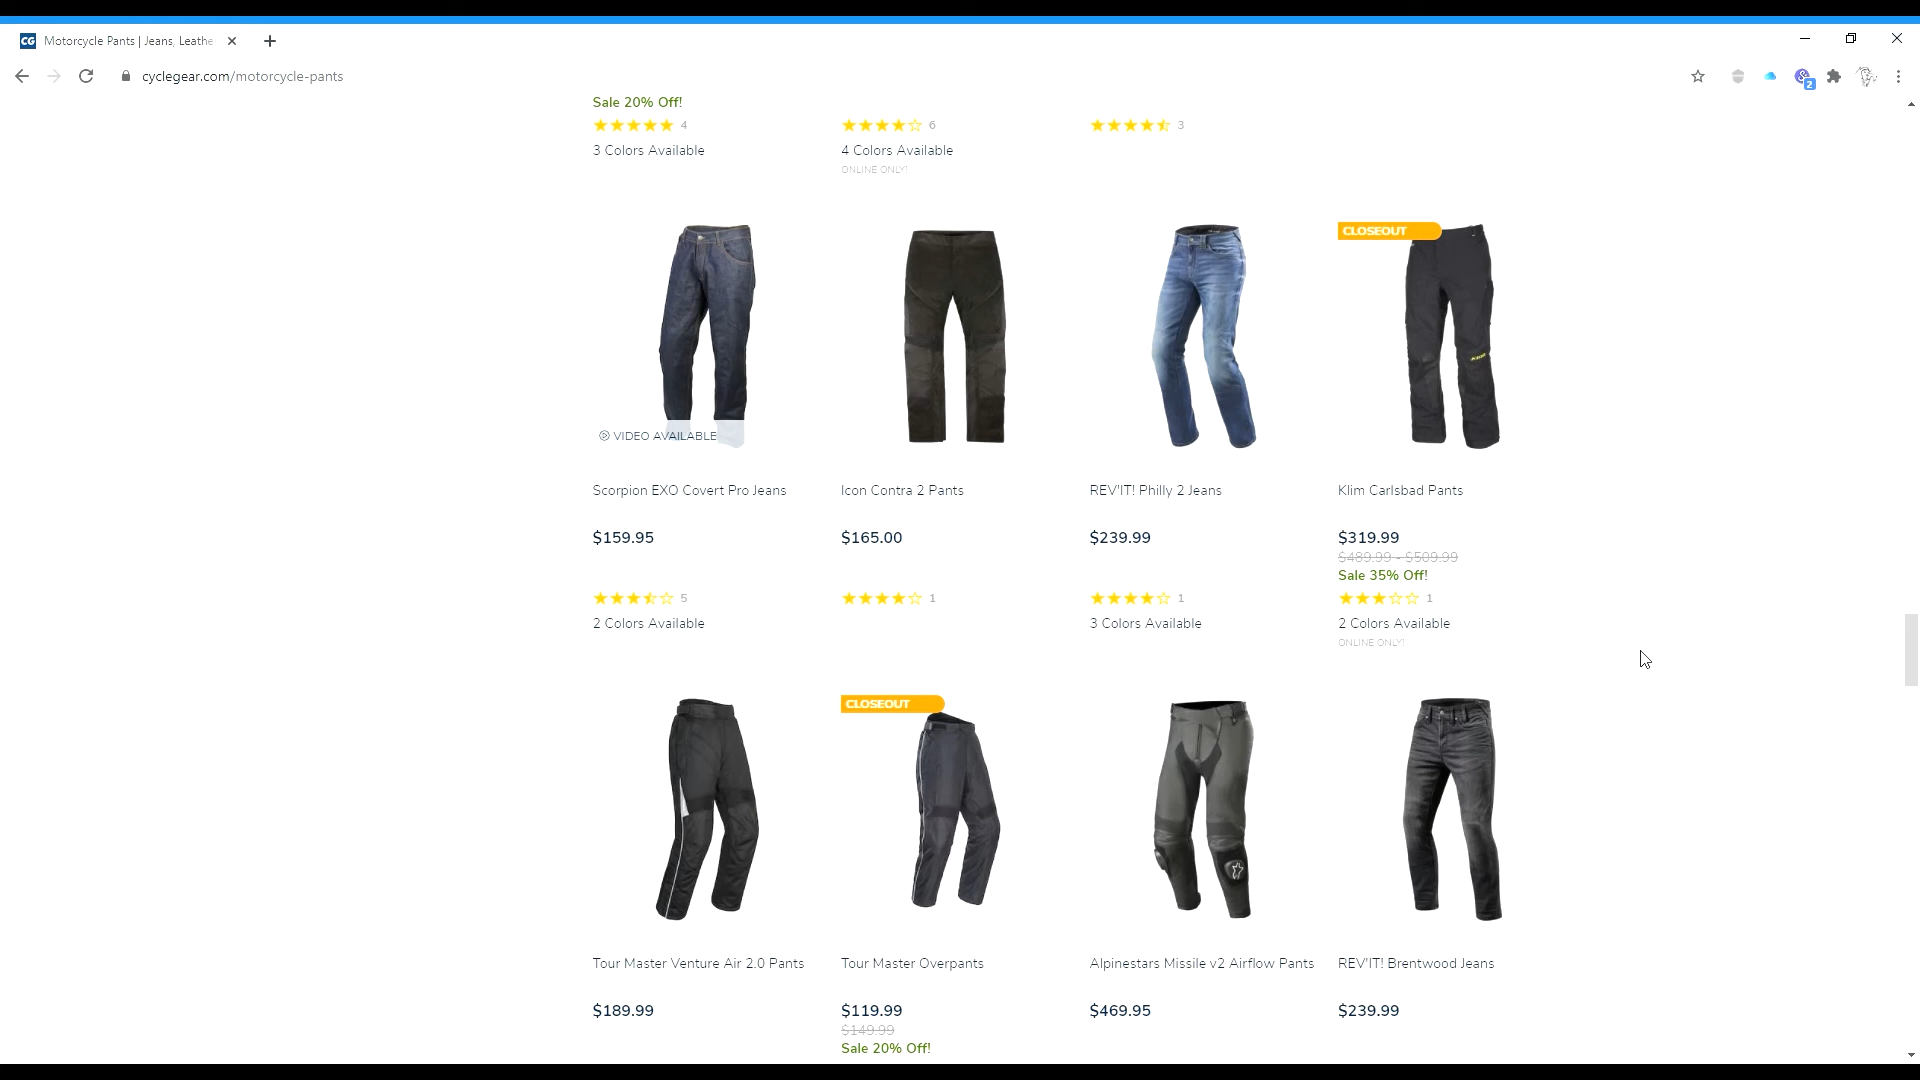 CG Motorcycle Pants | Jeans, Leathe
cyclegear.com/motorcycle-pants
2
Sale 20% Off!
4
6
3
3 Colors Available
4 Colors Available
ONLINE ONLY!
CLOSEOUT
VIDEO AVAILABLE
Scorpion EXO Covert Pro Jeans
Icon Contra 2 Pants
REV'IT! Philly 2 Jeans
Klim Carlsbad Pants
$159.95
$165.00
$239.99
$319.99
$489.99 - $509.99
Sale 35% Off!
5
1
1
1
2 Colors Available
3 Colors Available
2 Colors Available
ONLINE ONLY!
CLOSEOUT
Tour Master Venture Air 2.0 Pants
Tour Master Overpants
Alpinestars Missile v2 Airflow Pants
REV'IT! Brentwood Jeans
$189.99
$119.99
$469.95
$239.99
$149.99
Sale 20% Off!